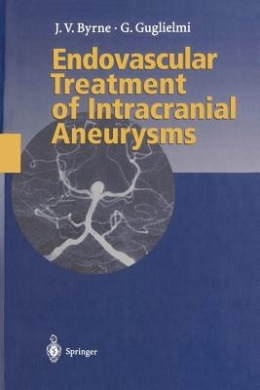 J. V. Byrne · G. Guglielmi
Endovascular
Treatment
of Intracranial
Aneurysms
Springer